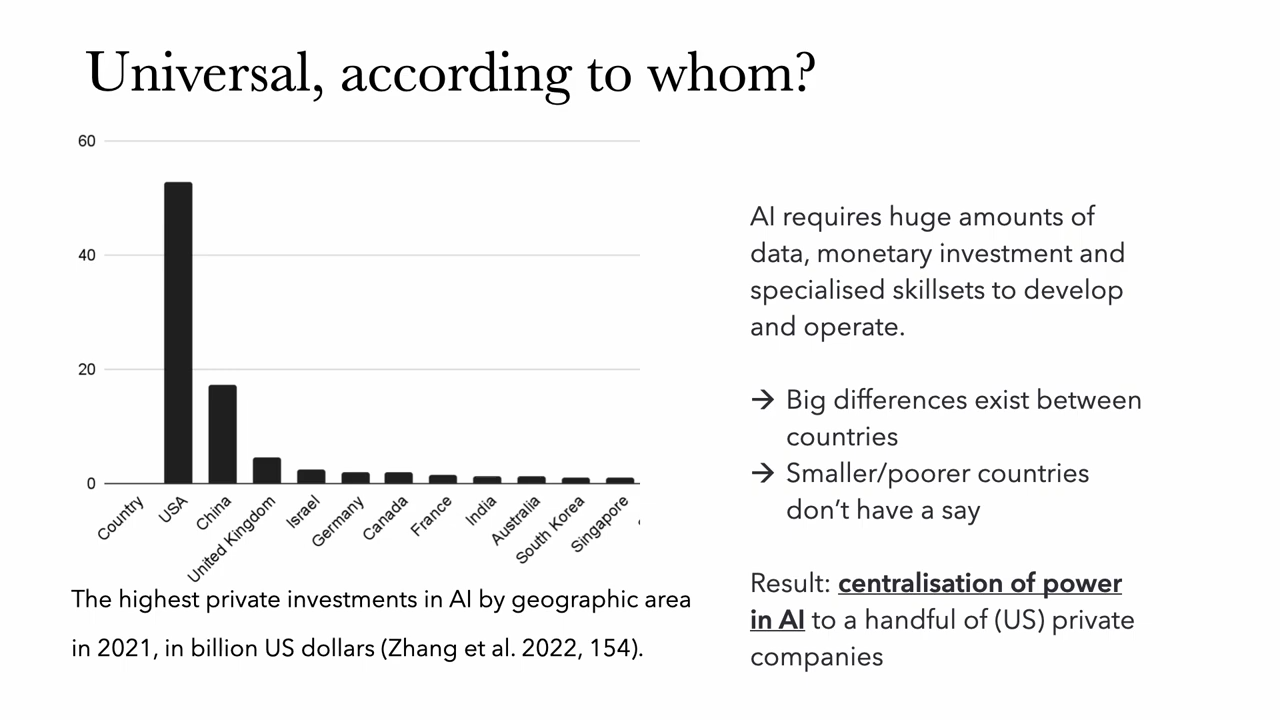 Universal, according to whom?
60
40
20
0
Country
USA
China
United Kingdom
Israel
Germany
Canada
France
India
Australia
South Korea
Singapore
The highest private investments in AI by geographic area
in 2021, in billion US dollars (Zhang et al. 2022, 154).
AI requires huge amounts of
data, monetary investment and
specialised skillsets to develop
and operate.
→ Big differences exist between
countries
→ Smaller/poorer countries
don’t have a say
Result: centralisation of power
in AI to a handful of (US) private
companies